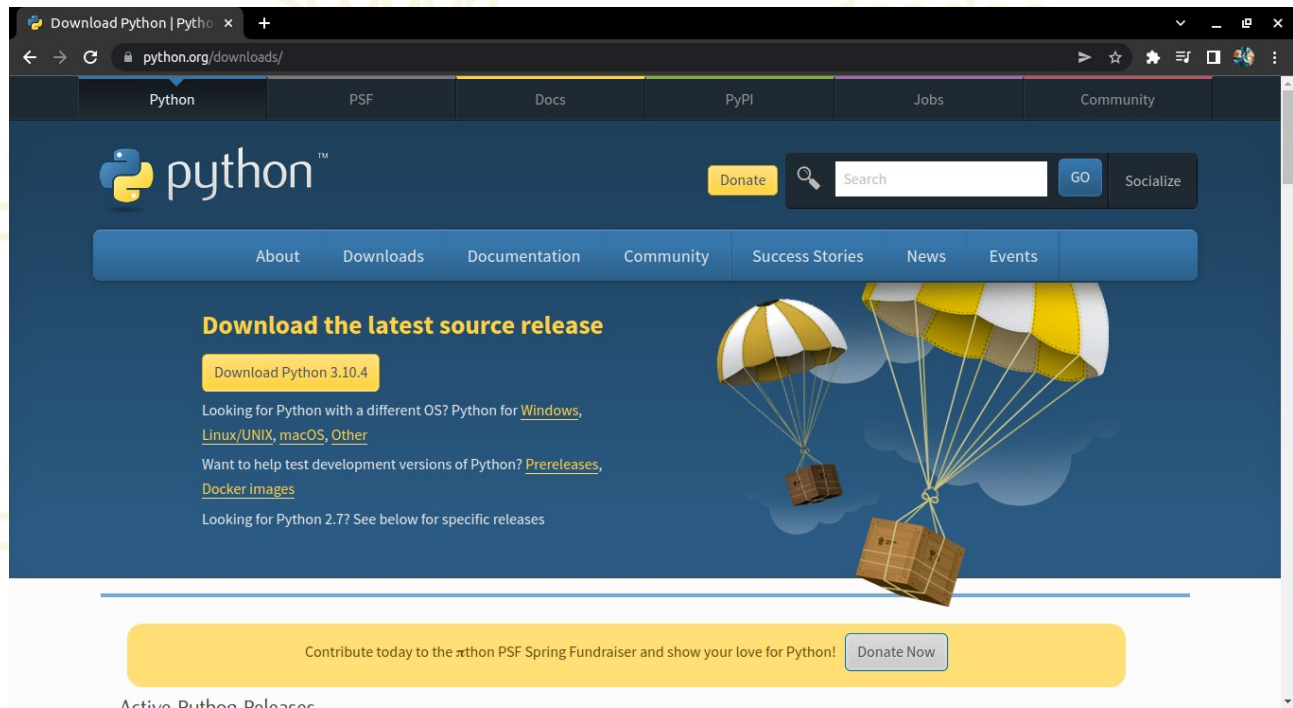 Download Python | Pytho
python.org/downloads/
Python PSF Docs PyPI Jobs Community
python™
Donate Search GO Socialize
About Downloads Documentation Community Success Stories News Events
Download the latest source release
Download Python 3.10.4
Looking for Python with a different OS? Python for Windows,
Linux/UNIX, macOS, Other
Want to help test development versions of Python? Prereleases,
Docker images
Looking for Python 2.7? See below for specific releases
Contribute today to the πthon PSF Spring Fundraiser and show your love for Python! Donate Now
Active Python Releases